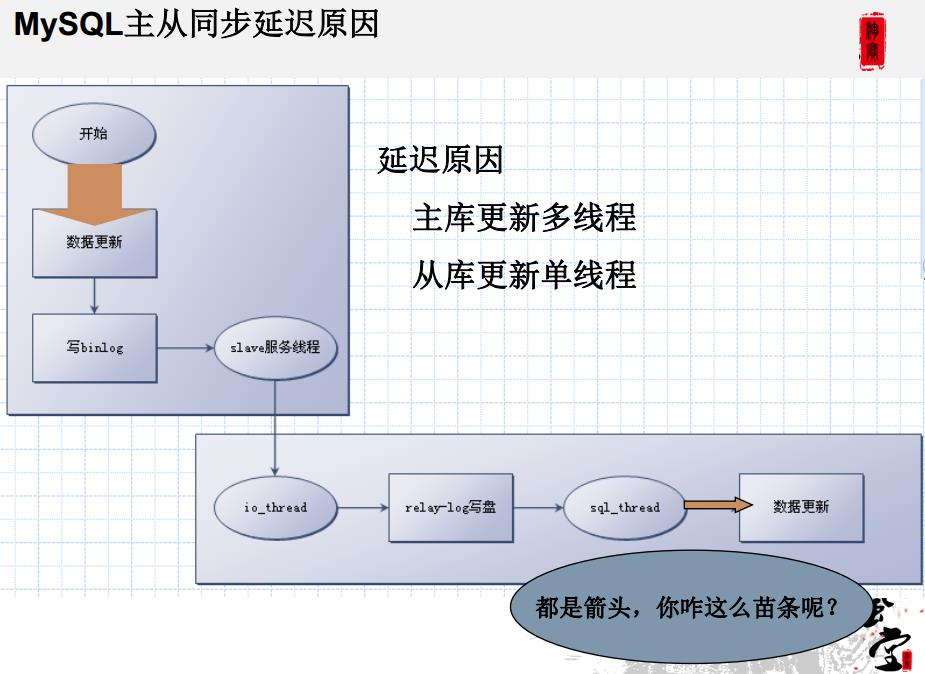 MySQL主从同步延迟原因
开始
数据更新
写binlog
slave服务线程
延迟原因
主库更新多线程
从库更新单线程
io_thread
relay-log写盘
sql_thread
数据更新
都是箭头，你咋这么苗条呢？
堂